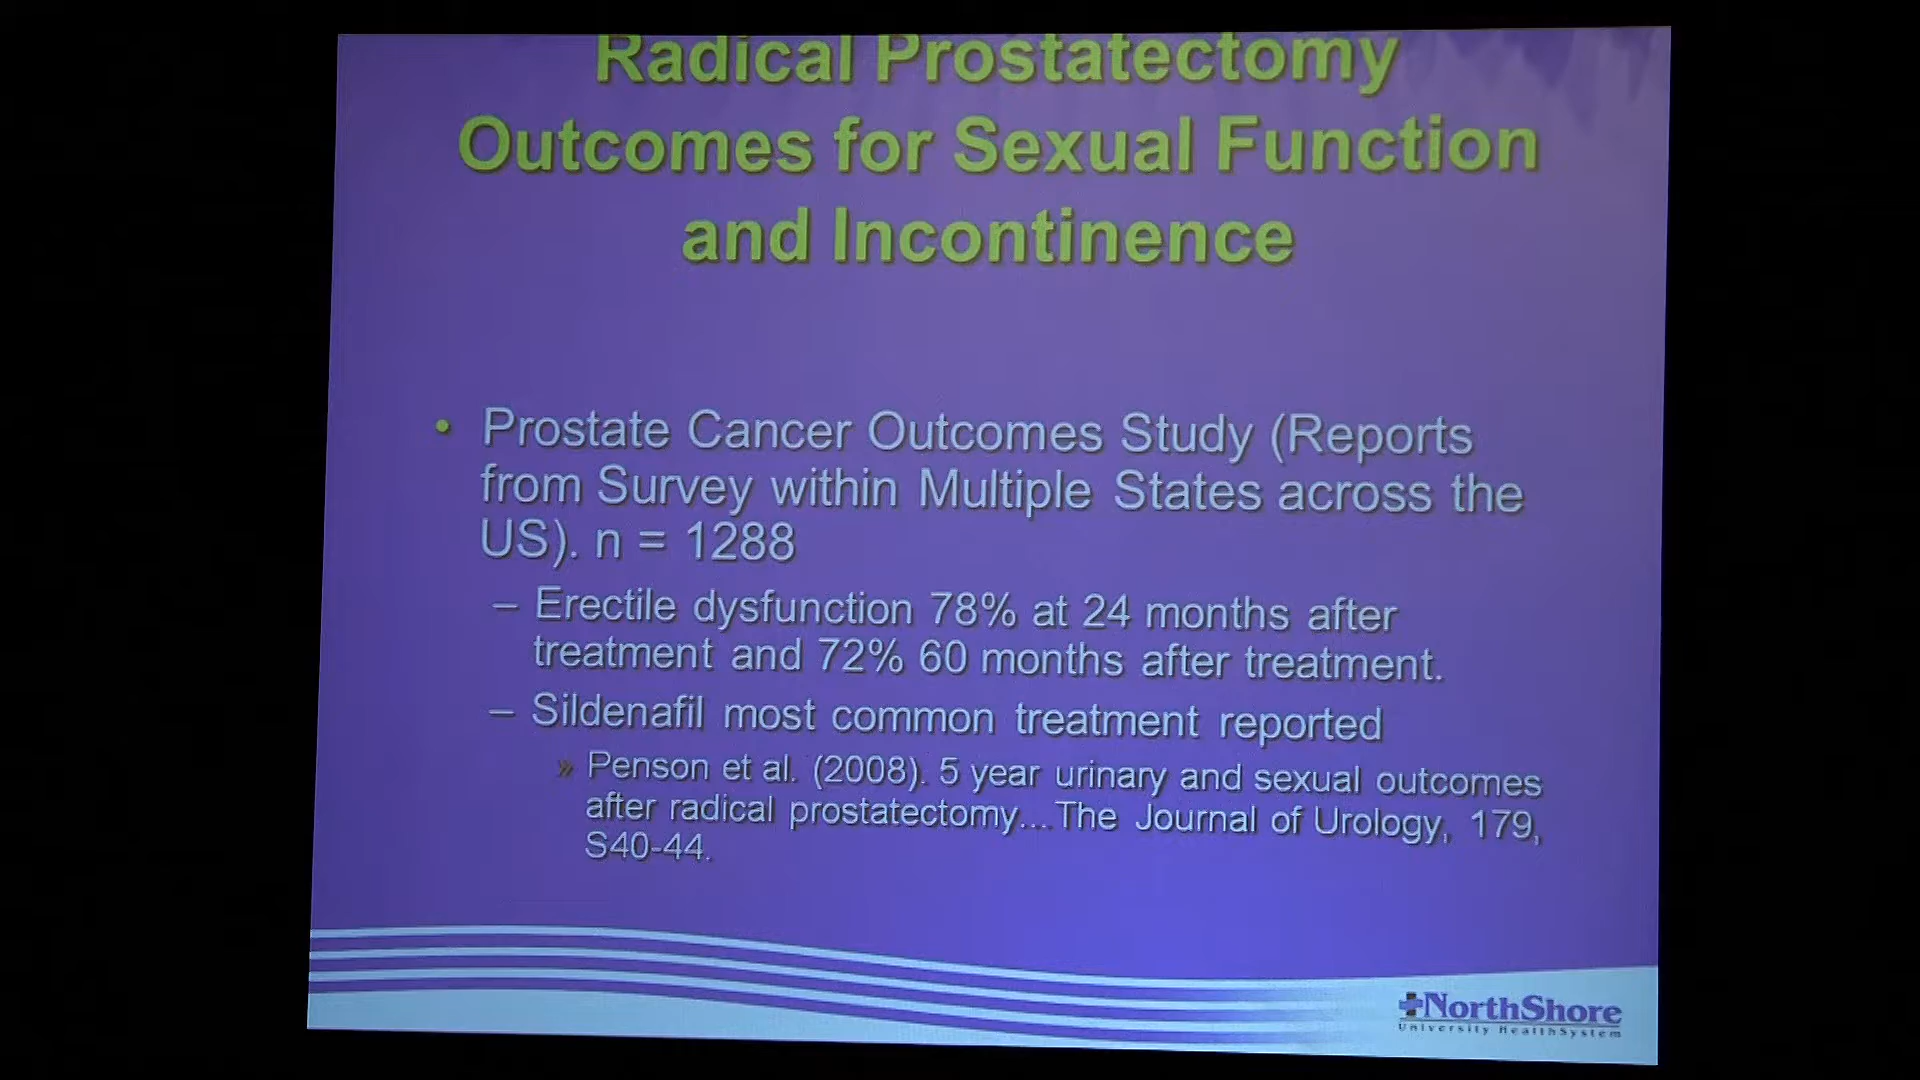 Radical Prostatectomy
Outcomes for Sexual Function
and Incontinence
• Prostate Cancer Outcomes Study (Reports
from Survey within Multiple States across the
US). n = 1288
– Erectile dysfunction 78% at 24 months after
treatment and 72% 60 months after treatment.
– Sildenafil most common treatment reported
» Penson et al. (2008). 5 year urinary and sexual outcomes
after radical prostatectomy...The Journal of Urology, 179,
S40-44.
NorthShore
University HealthSystem